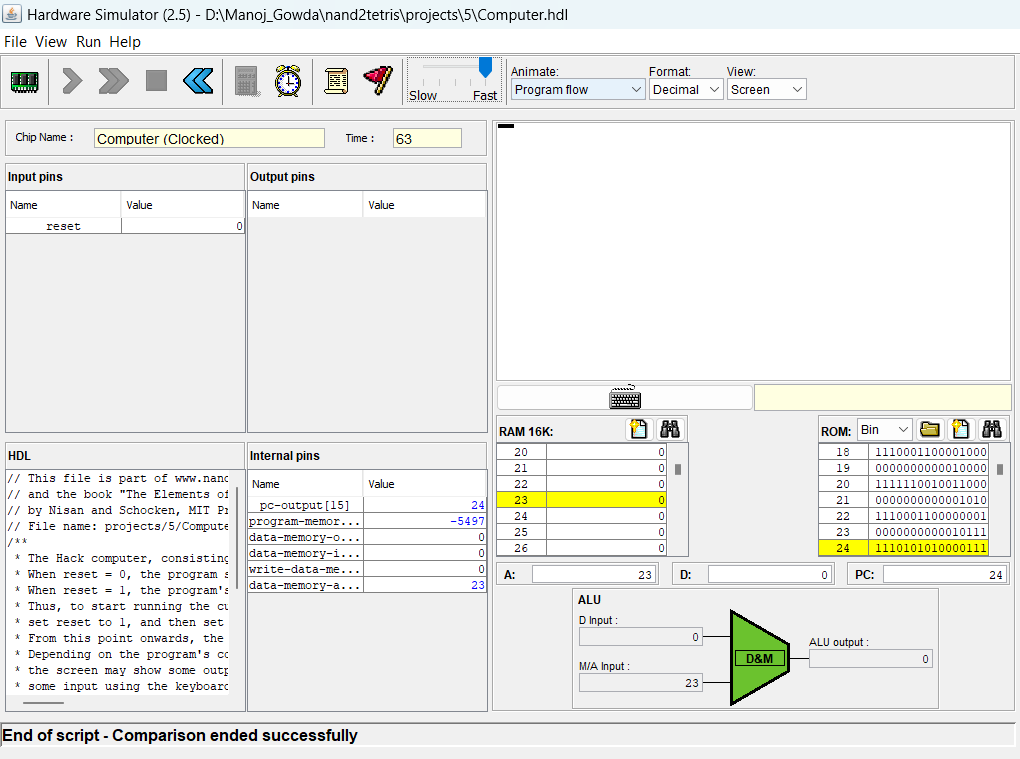 Hardware Simulator (2.5) - D:\Manoj_Gowda\nand2tetris\projects\5\Computer.hdl
File View Run Help
Slow Fast
Animate: Format: View:
Program flow Decimal Screen
Chip Name : Computer (Clocked) Time : 63
Input pins
Name Value
reset 0
Output pins
Name Value
HDL
// This file is part of www.nand
// and the book "The Elements of
// by Nisan and Schocken, MIT Pr
// File name: projects/5/Compute
/**
* The Hack computer, consisting
* When reset = 0, the program s
* When reset = 1, the program's
* Thus, to start running the cu
* set reset to 1, and then set
* From this point onwards, the
* Depending on the program's co
* the screen may show some outp
* some input using the keyboard
Internal pins
Name Value
pc-output[15] 24
program-memor... -5497
data-memory-o... 0
data-memory-i... 0
write-data-me... 0
data-memory-a... 23
RAM 16K:
20 0
21 0
22 0
23 0
24 0
25 0
26 0
ROM: Bin
18 1110001100001000
19 0000000000010000
20 1111110010011000
21 0000000000001010
22 1110001100000001
23 0000000000010111
24 1110101010000111
A: 23 D: 0 PC: 24
ALU
D Input :
0
M/A Input :
23
D&M
ALU output :
0
End of script - Comparison ended successfully